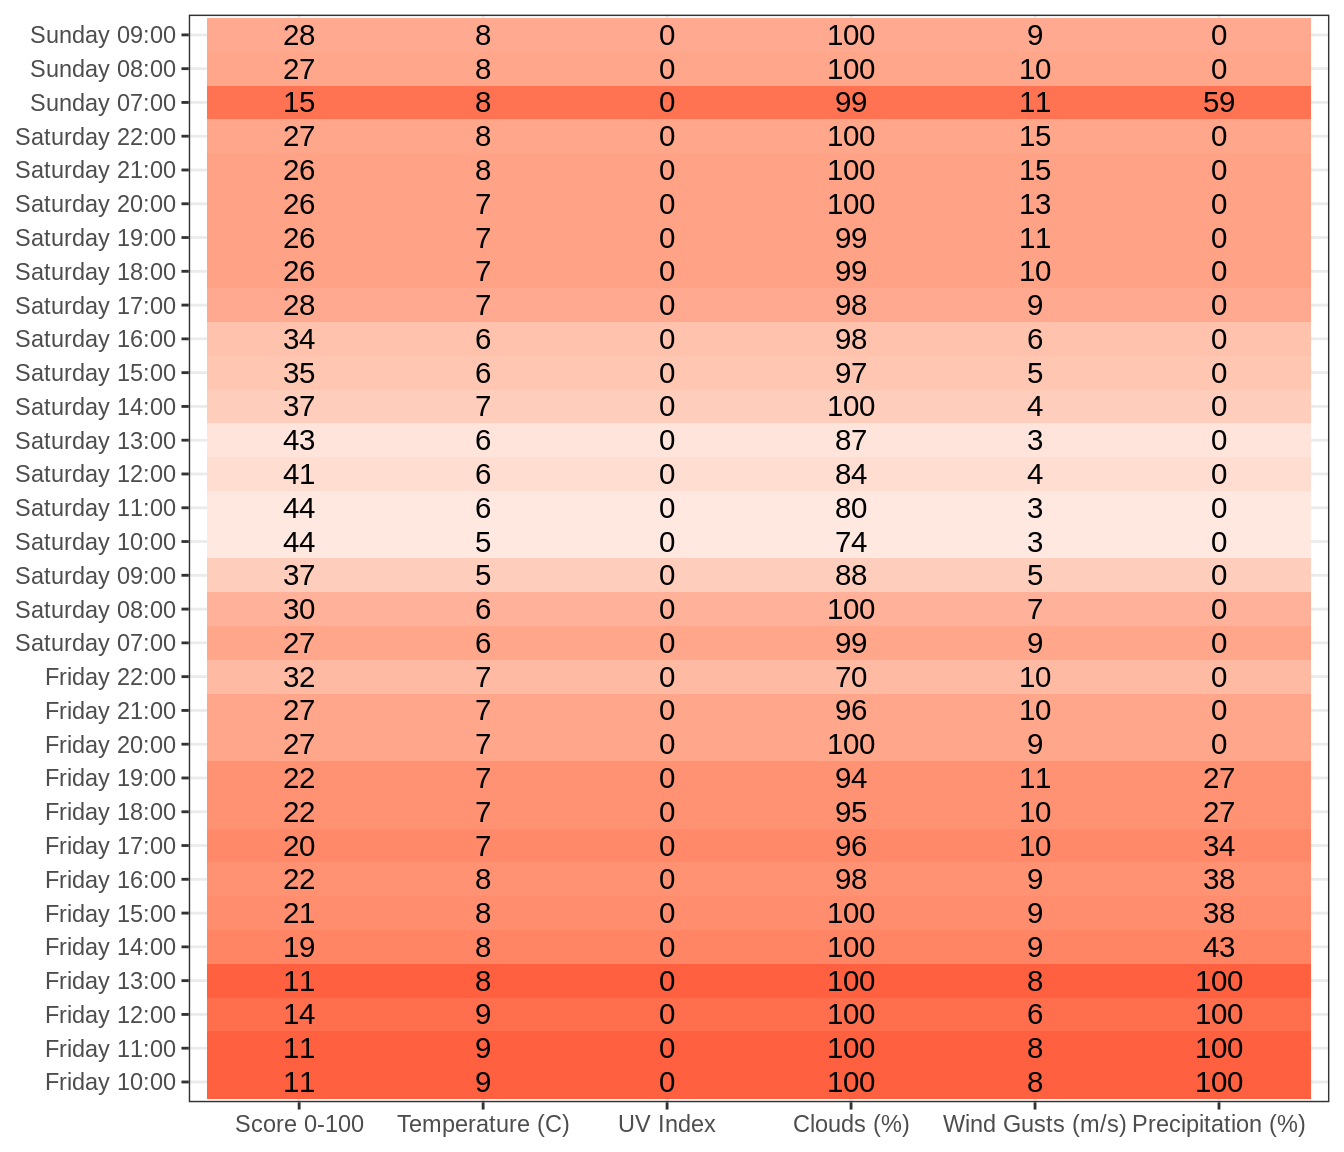 Sunday 09:00 28 8 0 100 9 0
Sunday 08:00 27 8 0 100 10 0
Sunday 07:00 15 8 0 99 11 59
Saturday 22:00 27 8 0 100 15 0
Saturday 21:00 26 8 0 100 15 0
Saturday 20:00 26 7 0 100 13 0
Saturday 19:00 26 7 0 99 11 0
Saturday 18:00 26 7 0 99 10 0
Saturday 17:00 28 7 0 98 9 0
Saturday 16:00 34 6 0 98 6 0
Saturday 15:00 35 6 0 97 5 0
Saturday 14:00 37 7 0 100 4 0
Saturday 13:00 43 6 0 87 3 0
Saturday 12:00 41 6 0 84 4 0
Saturday 11:00 44 6 0 80 3 0
Saturday 10:00 44 5 0 74 3 0
Saturday 09:00 37 5 0 88 5 0
Saturday 08:00 30 6 0 100 7 0
Saturday 07:00 27 6 0 99 9 0
Friday 22:00 32 7 0 70 10 0
Friday 21:00 27 7 0 96 10 0
Friday 20:00 27 7 0 100 9 0
Friday 19:00 22 7 0 94 11 27
Friday 18:00 22 7 0 95 10 27
Friday 17:00 20 7 0 96 10 34
Friday 16:00 22 8 0 98 9 38
Friday 15:00 21 8 0 100 9 38
Friday 14:00 19 8 0 100 9 43
Friday 13:00 11 8 0 100 8 100
Friday 12:00 14 9 0 100 6 100
Friday 11:00 11 9 0 100 8 100
Friday 10:00 11 9 0 100 8 100
Score 0-100 Temperature (C) UV Index Clouds (%) Wind Gusts (m/s) Precipitation (%)